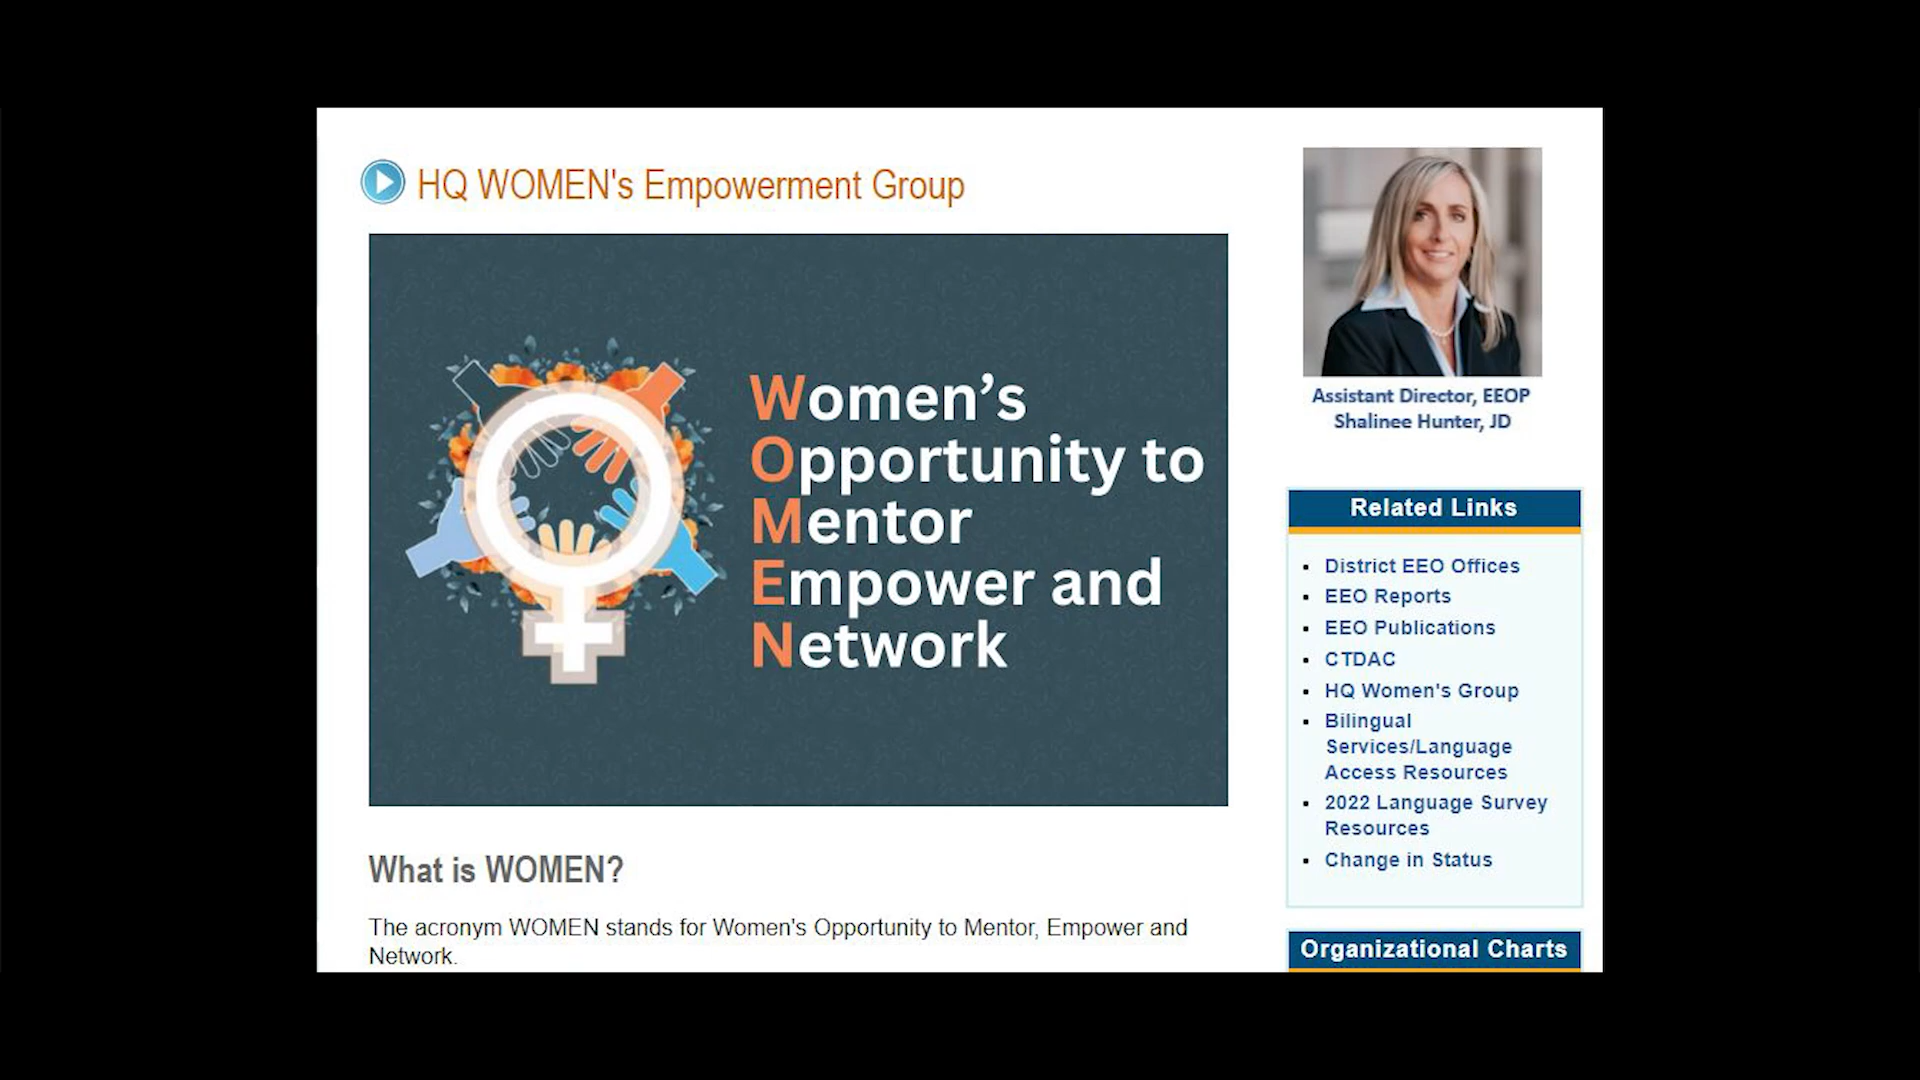 HQ WOMEN's Empowerment Group
Women's
Opportunity to
Mentor
Empower and
Network
What is WOMEN?
The acronym WOMEN stands for Women's Opportunity to Mentor, Empower and
Network.
Assistant Director, EEOP
Shalinee Hunter, JD
Related Links
District EEO Offices
EEO Reports
EEO Publications
CTDAC
HQ Women's Group
Bilingual
Services/Language
Access Resources
2022 Language Survey
Resources
Change in Status
Organizational Charts